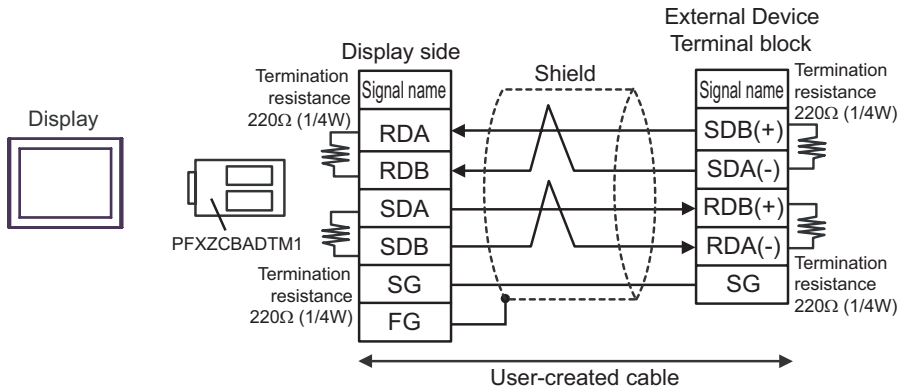 External Device
Terminal block
Display side
Shield
Termination
resistance
220Ω (1/4W)
Signal name
Signal name
Termination
resistance
220Ω (1/4W)
Display
RDA
SDB(+)
RDB
SDA(-)
SDA
RDB(+)
PFXZCBADTM1
SDB
RDA(-)
Termination
resistance
220Ω (1/4W)
SG
SG
Termination
resistance
220Ω (1/4W)
FG
User-created cable